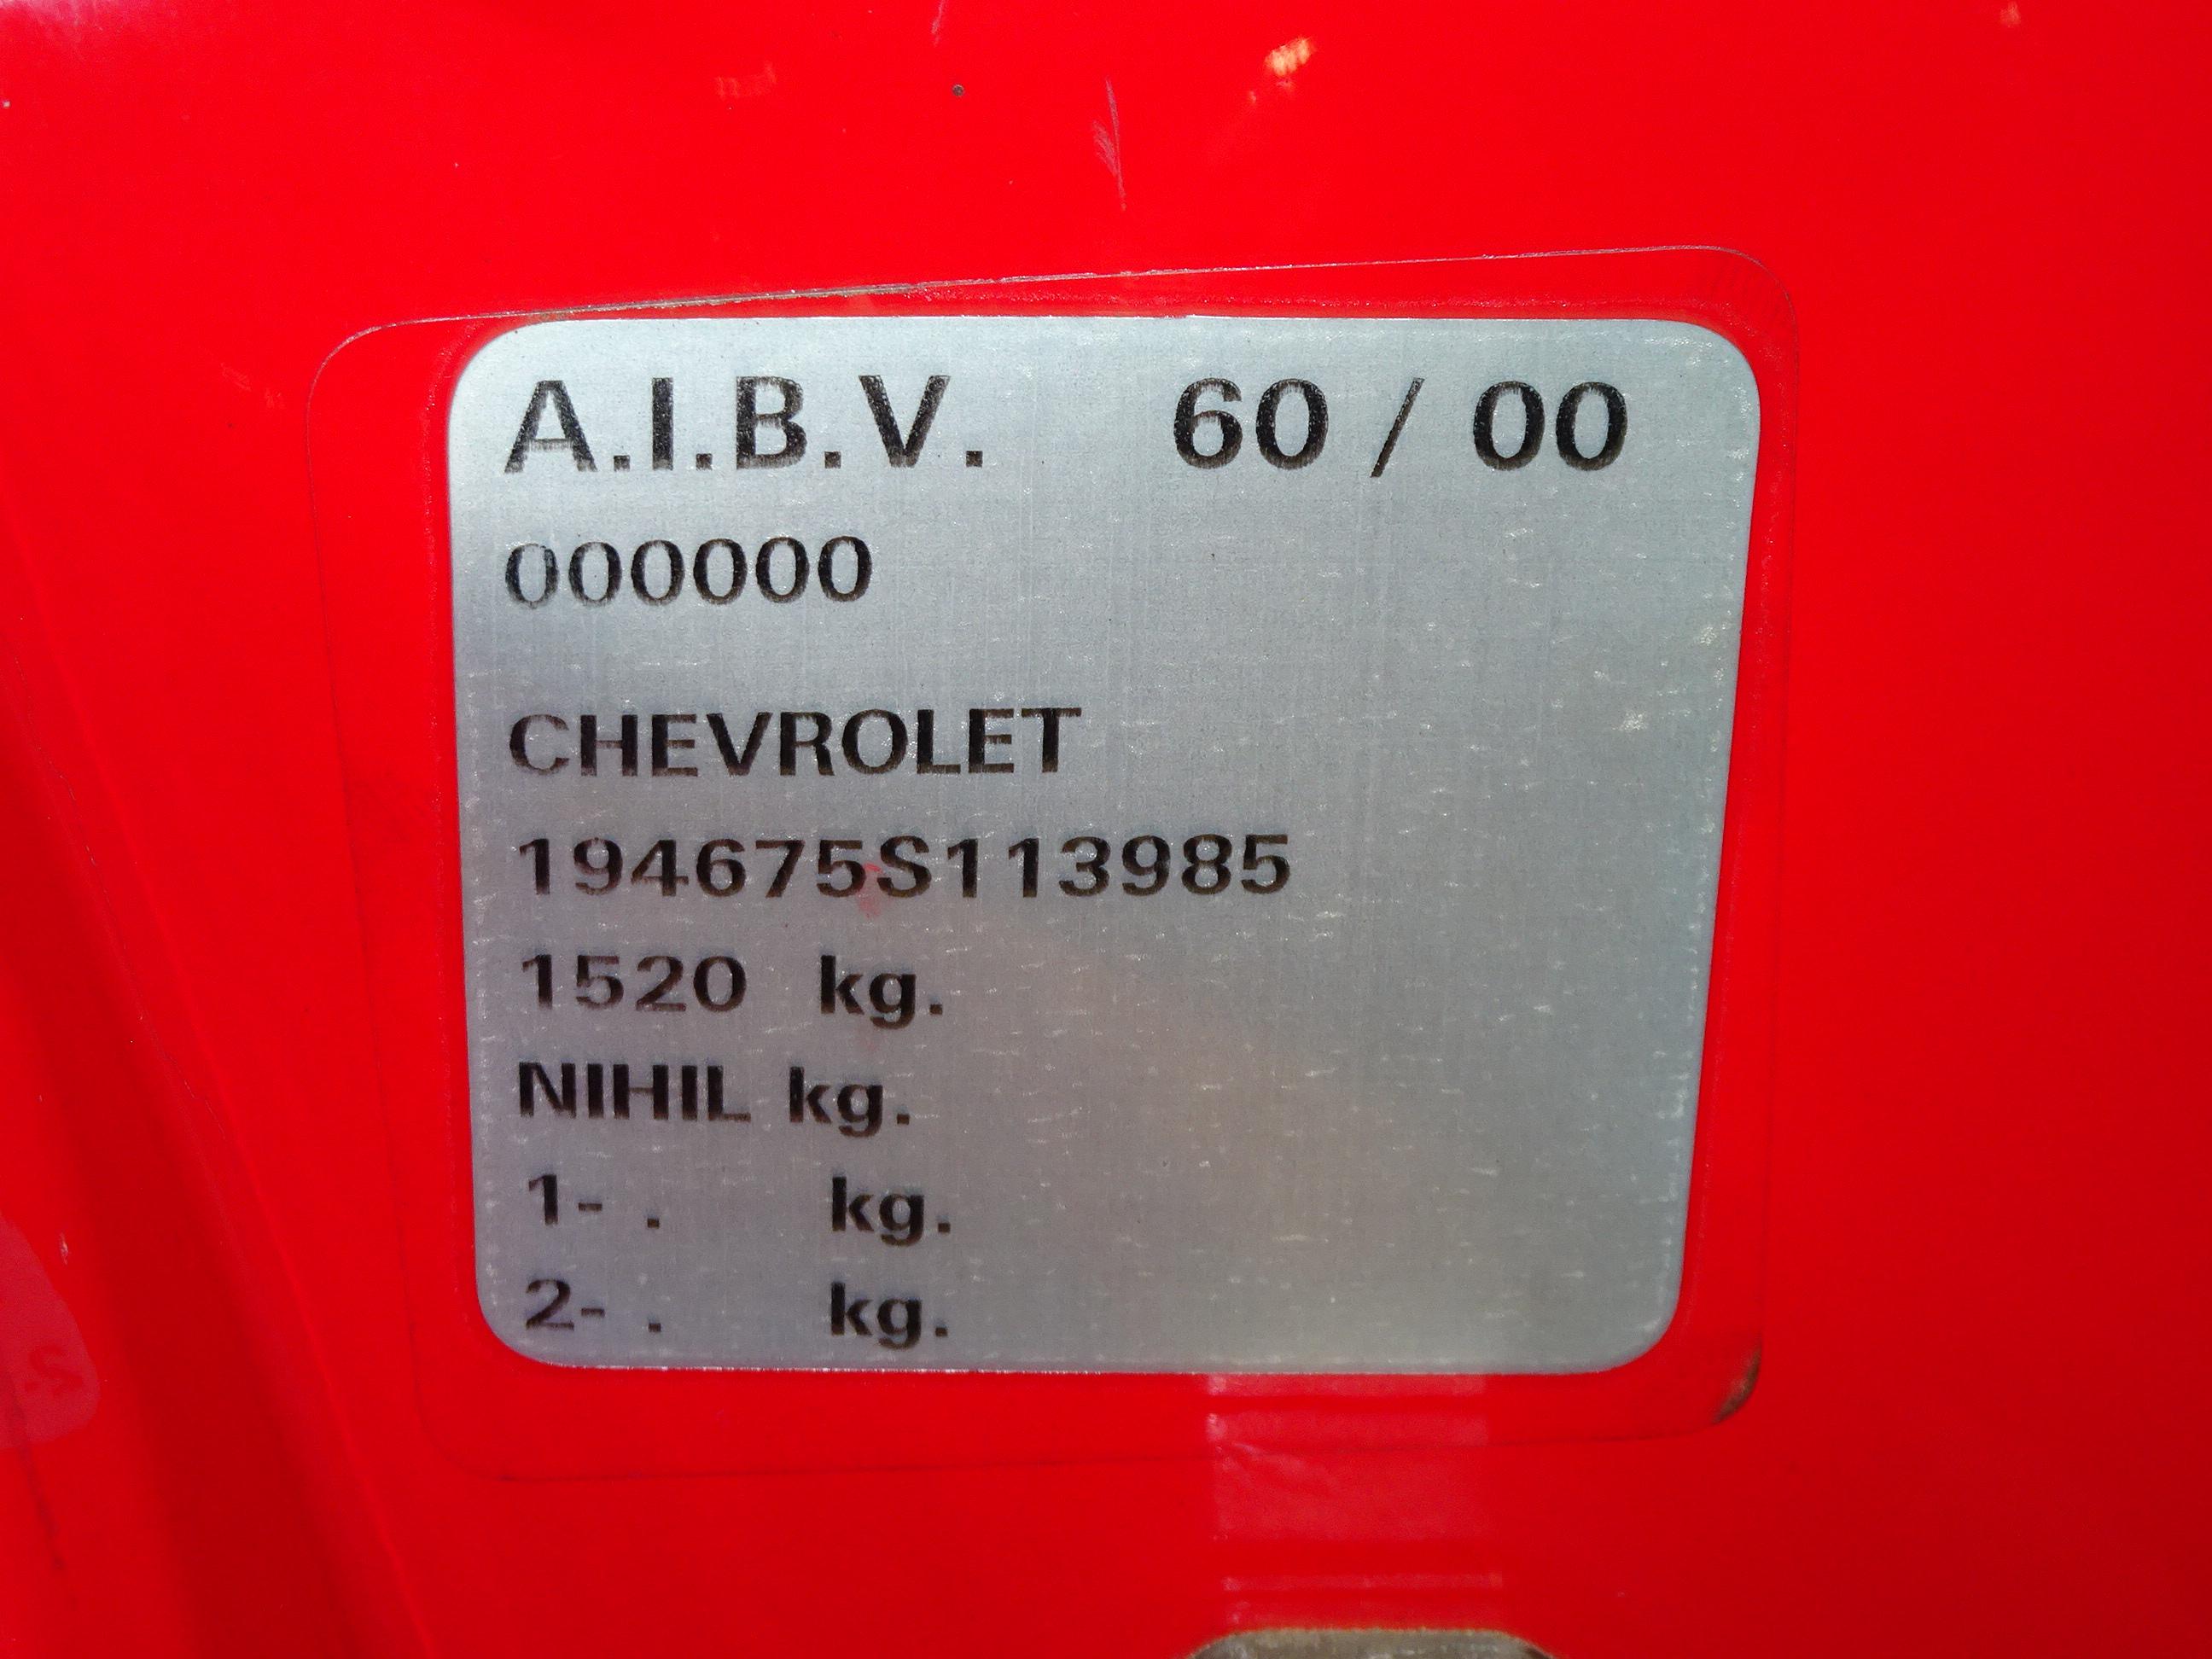 A.I.B.V. 60 / 00
000000
CHEVROLET
194675S113985
1520 kg.
NIHIL kg.
1- . kg.
2- . kg.